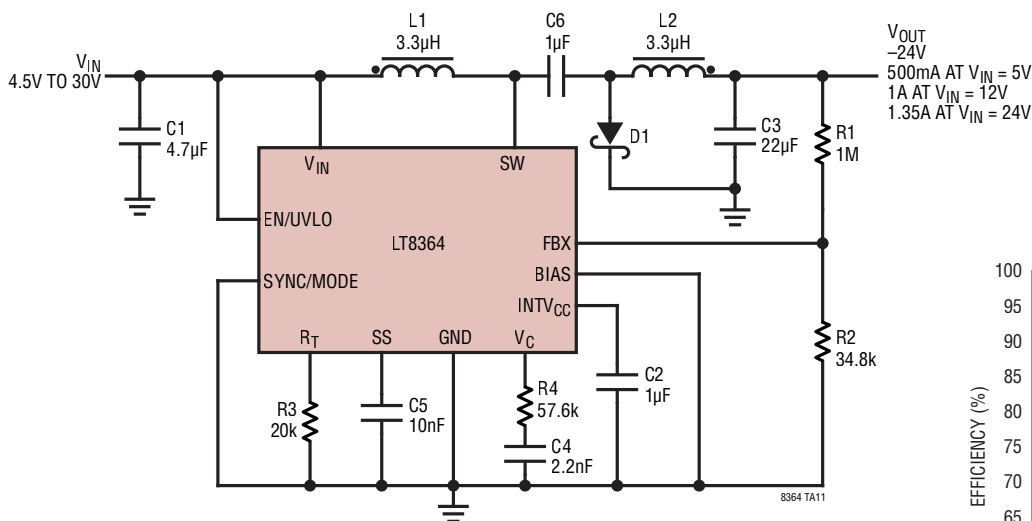 L1
3.3µH
C6
1µF
L2
3.3µH
VIN
4.5V TO 30V
VOUT
–24V
500mA AT VIN = 5V
1A AT VIN = 12V
1.35A AT VIN = 24V
C1
4.7µF
D1
C3
22µF
R1
1M
VIN
SW
EN/UVLO
LT8364
FBX
SYNC/MODE
BIAS
INTVCC
RT
SS
GND
VC
R2
34.8k
C2
1µF
R4
57.6k
R3
20k
C5
10nF
C4
2.2nF
8364 TA11
100
95
90
85
80
75
70
65
EFFICIENCY (%)